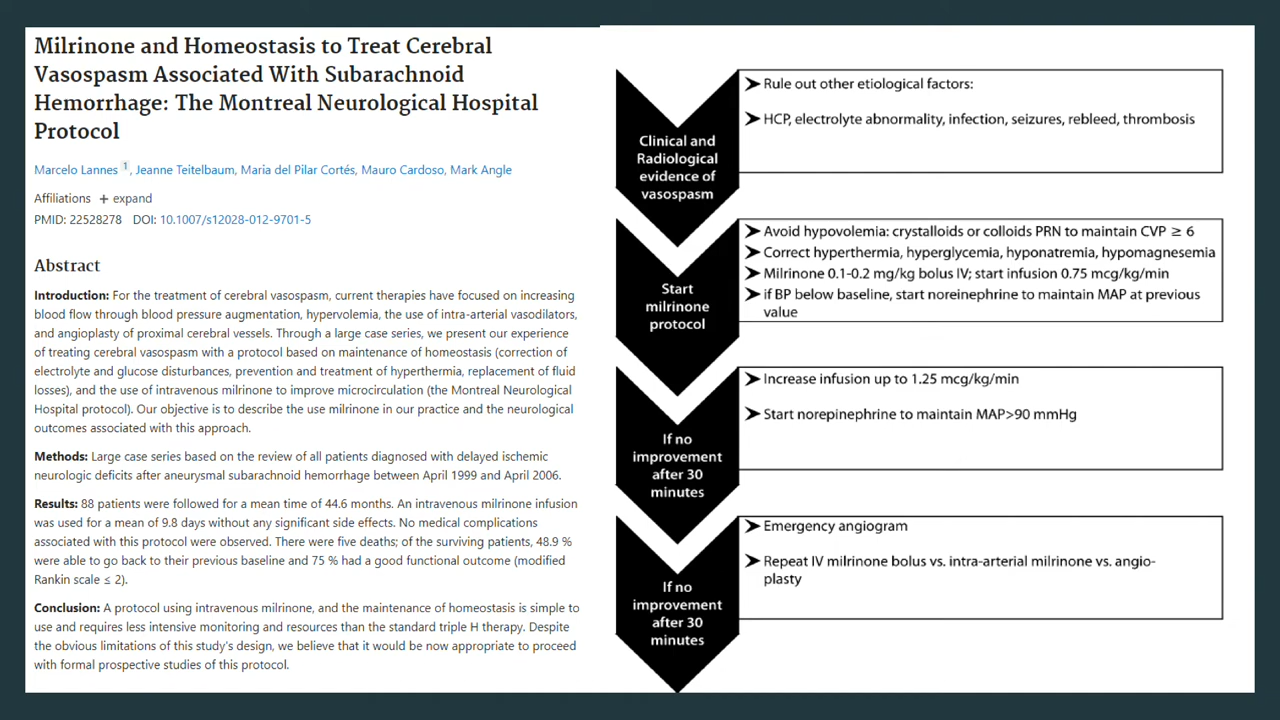 Milrinone and Homeostasis to Treat Cerebral
Vasospasm Associated With Subarachnoid
Hemorrhage: The Montreal Neurological Hospital
Protocol
Marcelo Lannes 1, Jeanne Teitelbaum, Maria del Pilar Cortés, Mauro Cardoso, Mark Angle
Affiliations + expand
PMID: 22528278 DOI: 10.1007/s12028-012-9701-5
Abstract
Introduction: For the treatment of cerebral vasospasm, current therapies have focused on increasing
blood flow through blood pressure augmentation, hypervolemia, the use of intra-arterial vasodilators,
and angioplasty of proximal cerebral vessels. Through a large case series, we present our experience
of treating cerebral vasospasm with a protocol based on maintenance of homeostasis (correction of
electrolyte and glucose disturbances, prevention and treatment of hyperthermia, replacement of fluid
losses), and the use of intravenous milrinone to improve microcirculation (the Montreal Neurological
Hospital protocol). Our objective is to describe the use milrinone in our practice and the neurological
outcomes associated with this approach.
Methods: Large case series based on the review of all patients diagnosed with delayed ischemic
neurologic deficits after aneurysmal subarachnoid hemorrhage between April 1999 and April 2006.
Results: 88 patients were followed for a mean time of 44.6 months. An intravenous milrinone infusion
was used for a mean of 9.8 days without any significant side effects. No medical complications
associated with this protocol were observed. There were five deaths; of the surviving patients, 48.9 %
were able to go back to their previous baseline and 75 % had a good functional outcome (modified
Rankin scale ≤ 2).
Conclusion: A protocol using intravenous milrinone, and the maintenance of homeostasis is simple to
use and requires less intensive monitoring and resources than the standard triple H therapy. Despite
the obvious limitations of this study's design, we believe that it would be now appropriate to proceed
with formal prospective studies of this protocol.
Clinical and
Radiological
evidence of
vasospasm
➤ Rule out other etiological factors:
➤ HCP, electrolyte abnormality, infection, seizures, rebleed, thrombosis
Start
milrinone
protocol
➤ Avoid hypovolemia: crystalloids or colloids PRN to maintain CVP ≥ 6
➤ Correct hyperthermia, hyperglycemia, hyponatremia, hypomagnesemia
➤ Milrinone 0.1-0.2 mg/kg bolus IV; start infusion 0.75 mcg/kg/min
➤ if BP below baseline, start noreinephrine to maintain MAP at previous
value
If no
improvement
after 30
minutes
➤ Increase infusion up to 1.25 mcg/kg/min
➤ Start norepinephrine to maintain MAP>90 mmHg
If no
improvement
after 30
minutes
➤ Emergency angiogram
➤ Repeat IV milrinone bolus vs. intra-arterial milrinone vs. angio-
plasty